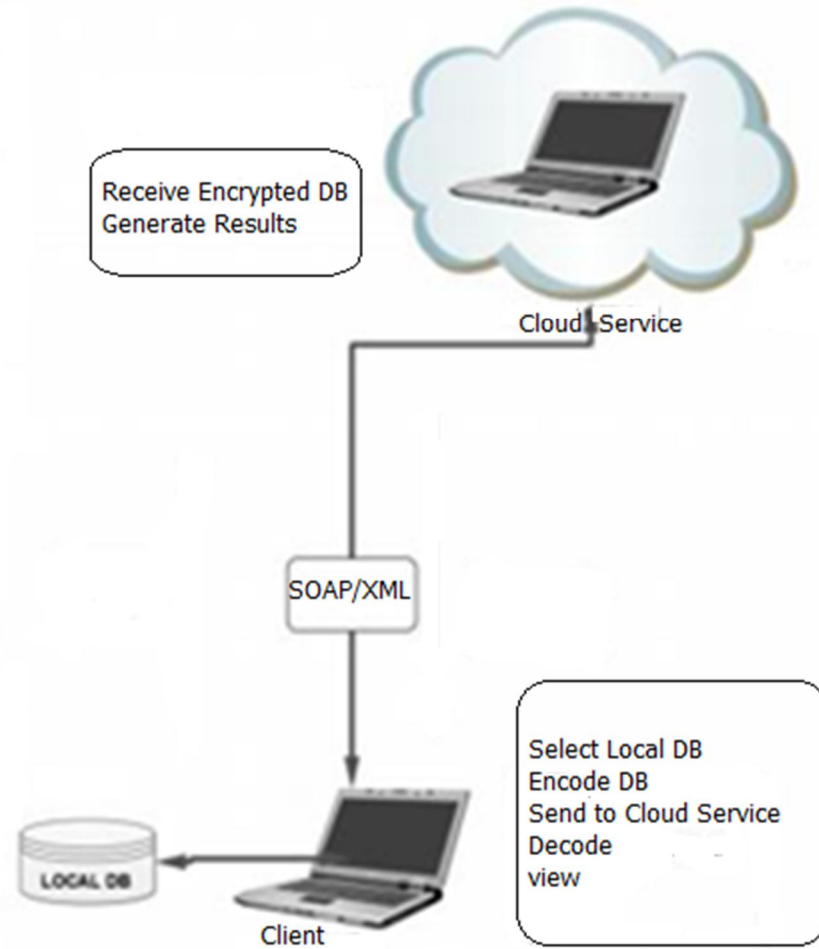 Receive Encrypted DB
Generate Results
Cloud Service
SOAP/XML
Select Local DB
Encode DB
Send to Cloud Service
Decode
view
LOCAL DB
Client